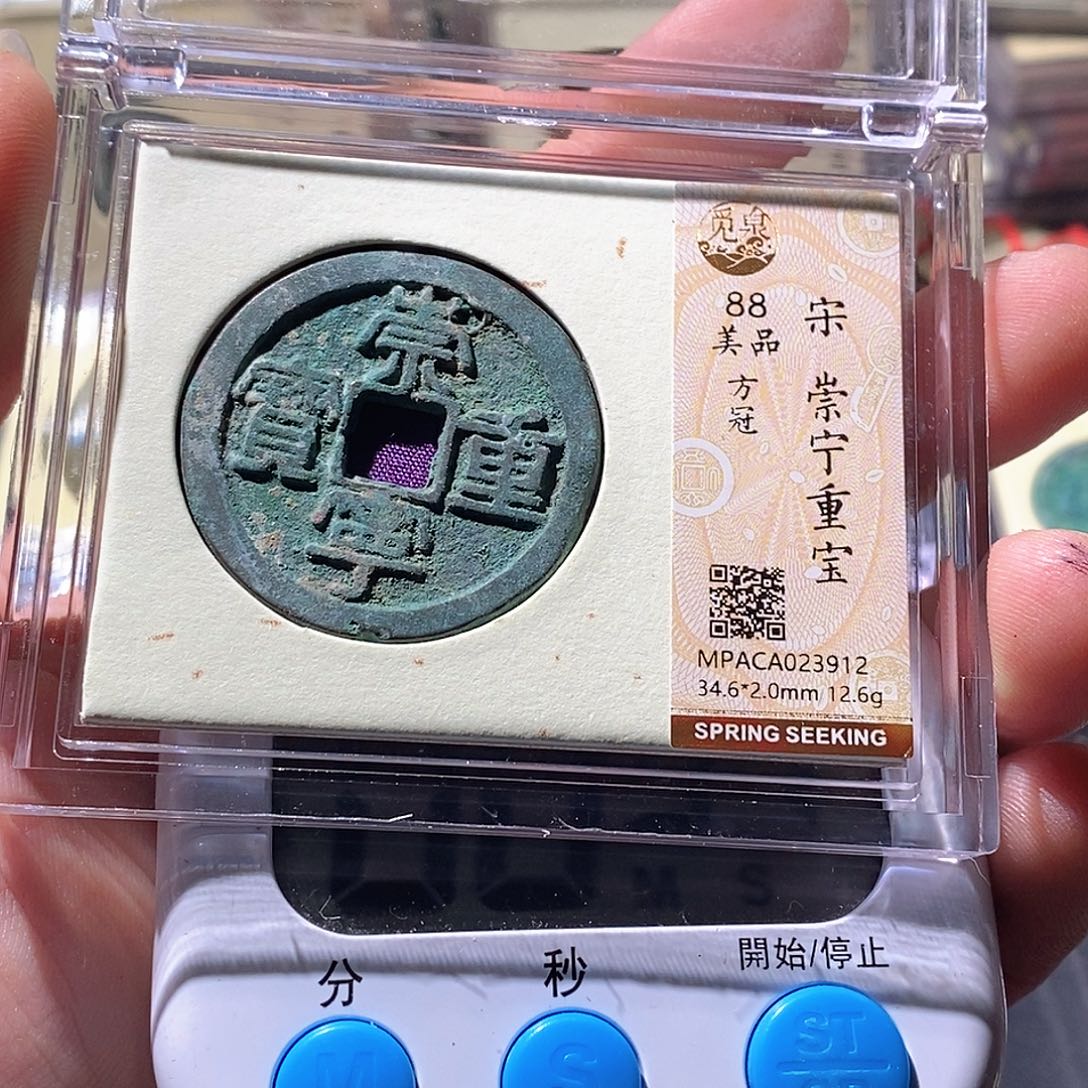 崇
重
寧
寶
觅泉
88
美品
方冠
宋 崇宁重宝
MPACA023912
34.6*2.0mm 12.6g
SPRING SEEKING
M S
分
秒
開始/停止
M
S
ST